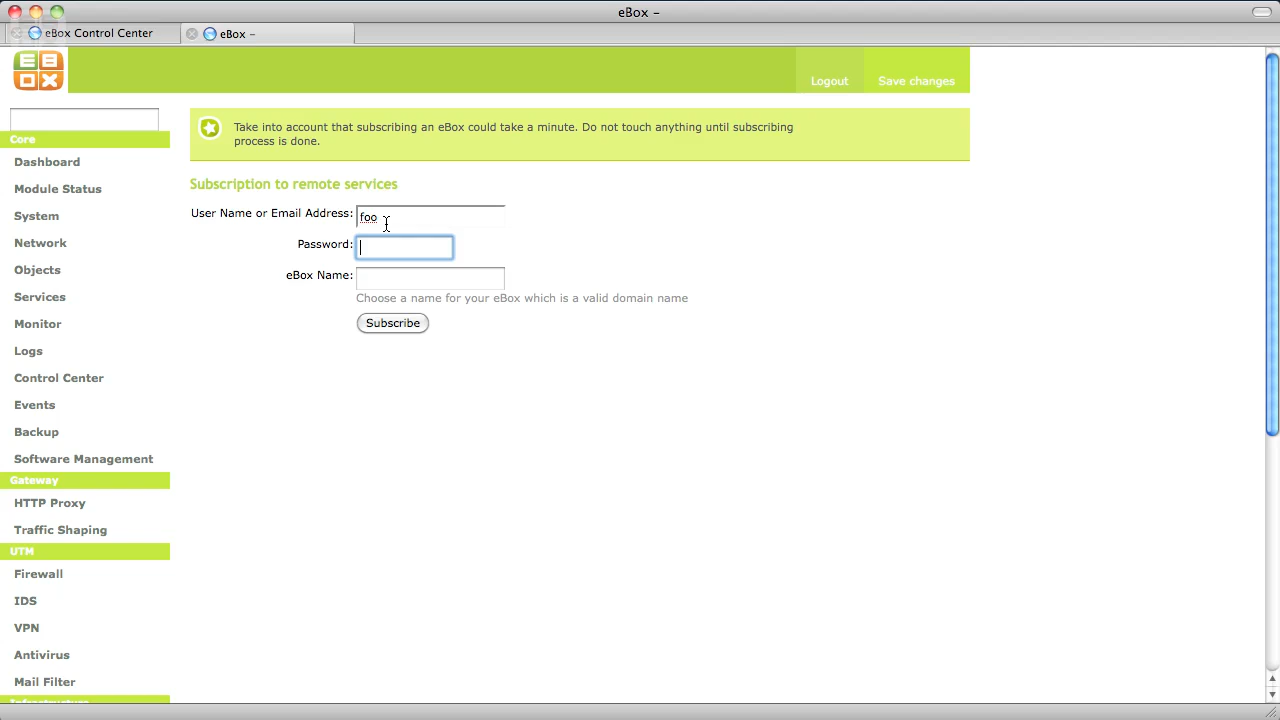 eBox –
eBox Control Center
eBox –
EBOX
Logout
Save changes
Take into account that subscribing an eBox could take a minute. Do not touch anything until subscribing
process is done.
Subscription to remote services
User Name or Email Address:
foo
Password:
eBox Name:
Choose a name for your eBox which is a valid domain name
Subscribe
Core
Dashboard
Module Status
System
Network
Objects
Services
Monitor
Logs
Control Center
Events
Backup
Software Management
Gateway
HTTP Proxy
Traffic Shaping
UTM
Firewall
IDS
VPN
Antivirus
Mail Filter